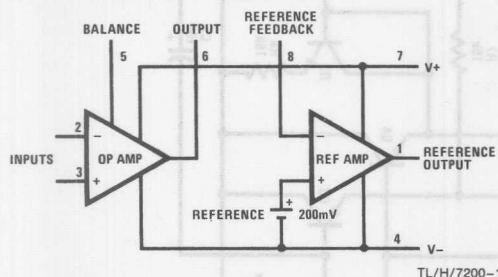 BALANCE
OUTPUT
REFERENCE
FEEDBACK
5
6
8
7
V+
2
−
INPUTS
OP AMP
3
+
−
REF AMP
+
1
REFERENCE
OUTPUT
REFERENCE
+
200mV
4
V−